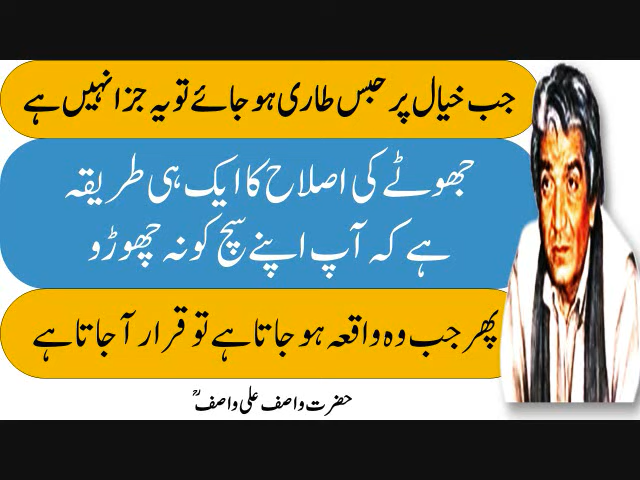 جب خیال پر حبس طاری ہو جائے تو یہ جزا نہیں ہے
جھوٹے کی اصلاح کا ایک ہی طریقہ
ہے کہ آپ اپنے سچ کو نہ چھوڑو
پھر جب وہ واقعہ ہو جاتا ہے تو قرار آ جاتا ہے
حضرت واصف علی واصفؒ